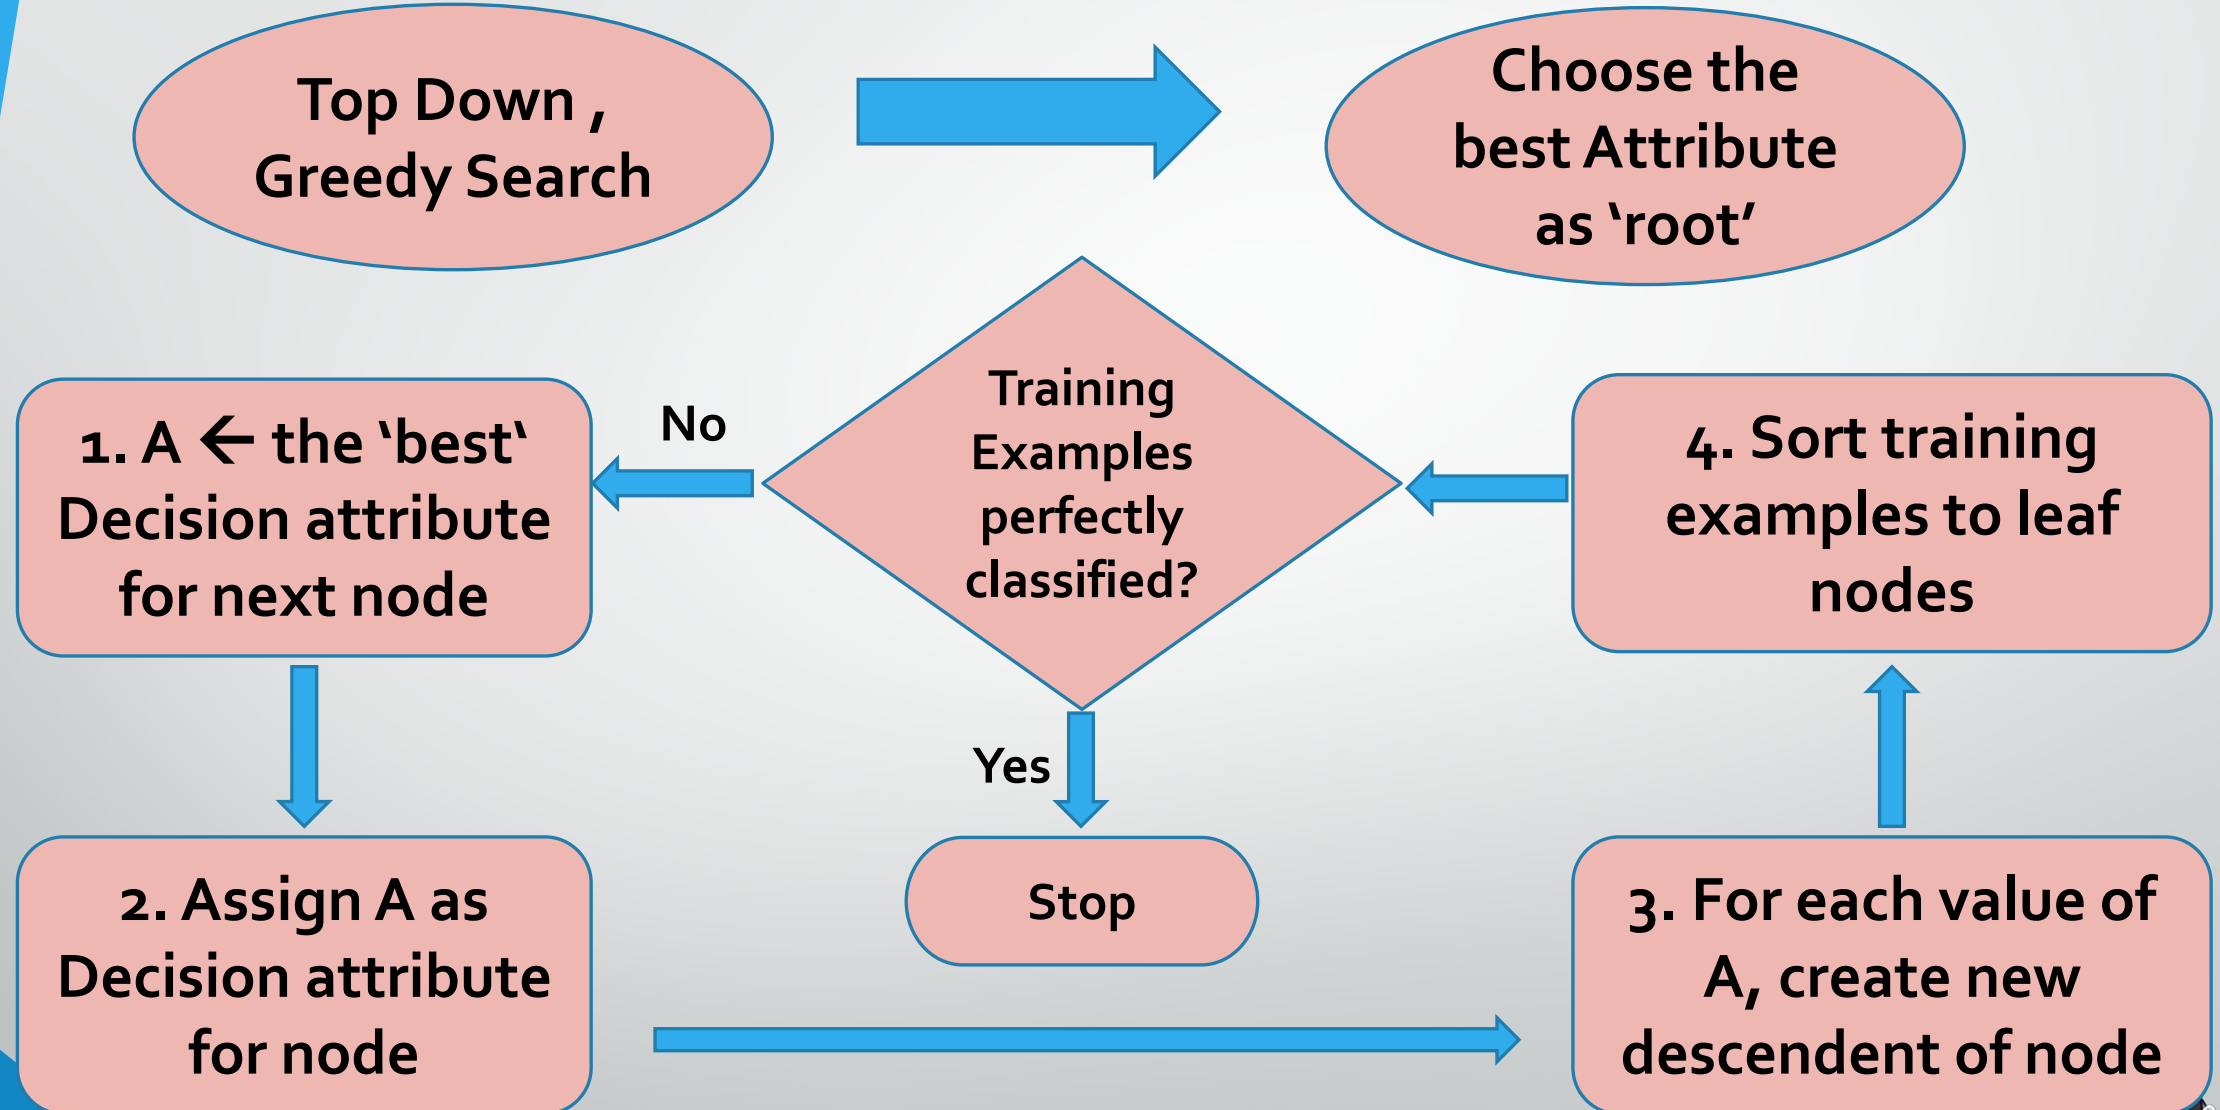 Top Down ,
Greedy Search
Choose the
best Attribute
as ‘root’
Training
Examples
perfectly
classified?
No
Yes
1. A ← the ‘best‘
Decision attribute
for next node
2. Assign A as
Decision attribute
for node
3. For each value of
A, create new
descendent of node
4. Sort training
examples to leaf
nodes
Stop